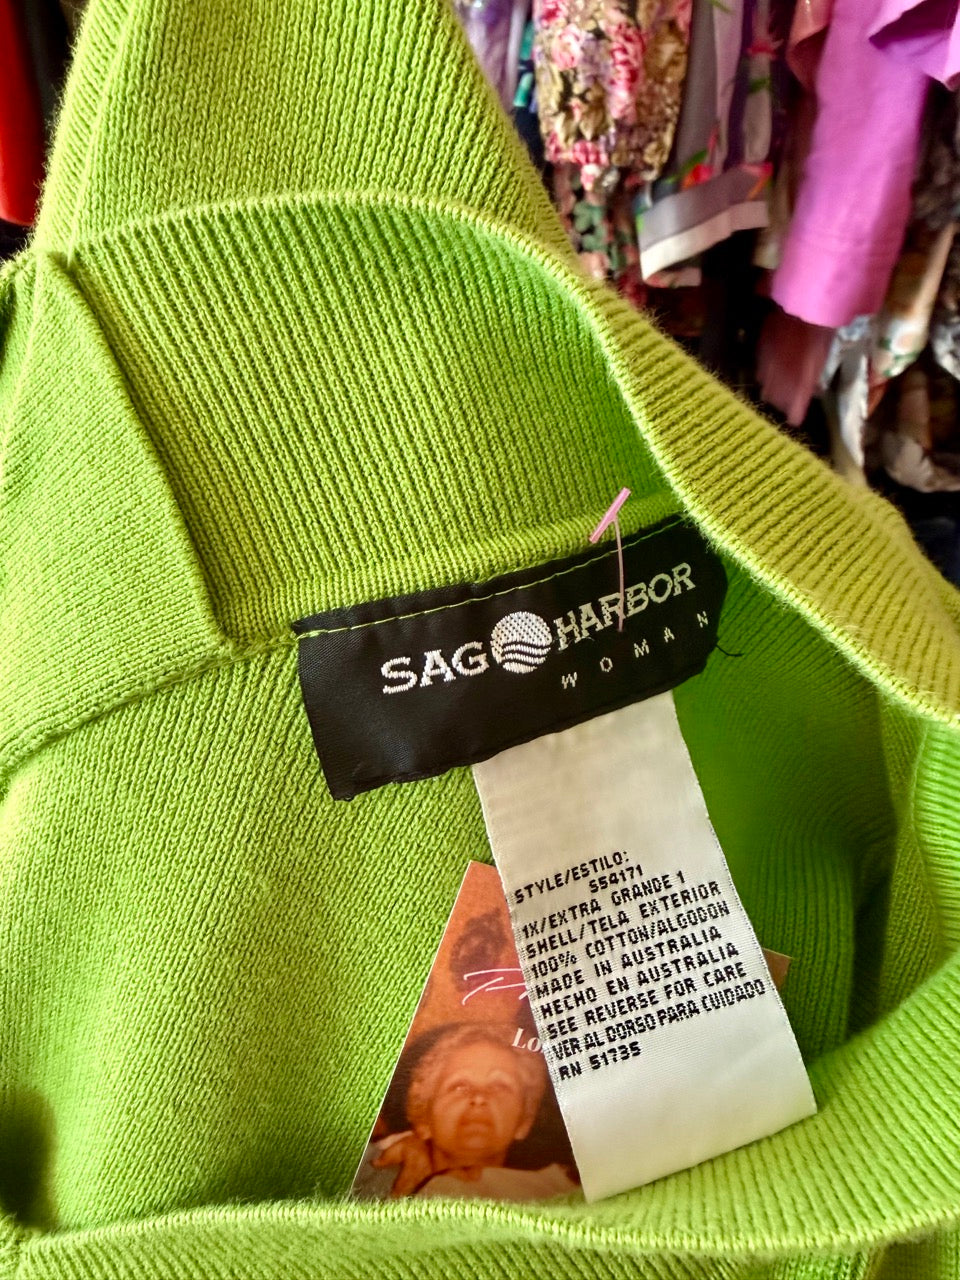 SAG HARBOR
WOMAN
STYLE/ESTILO:
554171
1X/EXTRA GRANDE 1
SHELL/TELA EXTERIOR
100% COTTON/ALGODON
MADE IN AUSTRALIA
HECHO EN AUSTRALIA
SEE REVERSE FOR CARE
VER AL DORSO PARA CUIDADO
RN 51735